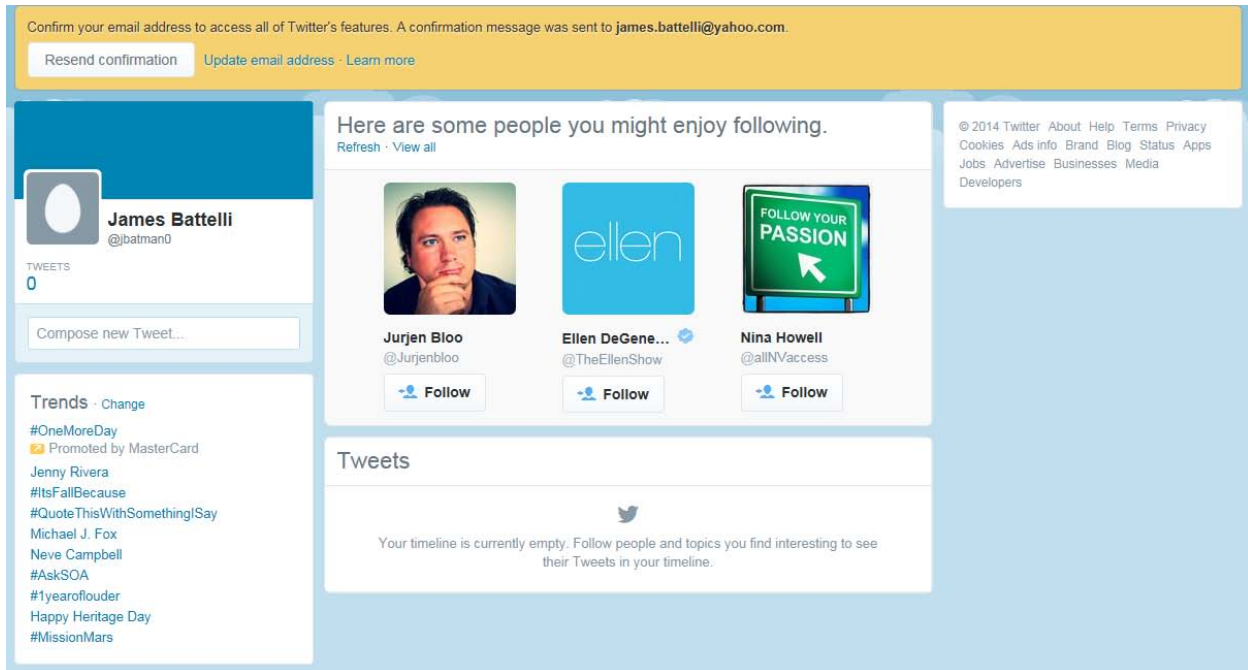 Confirm your email address to access all of Twitter's features. A confirmation message was sent to james.battelli@yahoo.com.
Resend confirmation Update email address · Learn more
James Battelli
@jbatman0
TWEETS
0
Compose new Tweet...
Trends · Change
#OneMoreDay
Promoted by MasterCard
Jenny Rivera
#ItsFallBecause
#QuoteThisWithSomethingISay
Michael J. Fox
Neve Campbell
#AskSOA
#1yearoflouder
Happy Heritage Day
#MissionMars
Here are some people you might enjoy following.
Refresh · View all
Jurjen Bloo
@Jurjenbloo
Follow
ellen
Ellen DeGene...
@TheEllenShow
Follow
FOLLOW YOUR
PASSION
Nina Howell
@allNVaccess
Follow
Tweets
Your timeline is currently empty. Follow people and topics you find interesting to see
their Tweets in your timeline.
© 2014 Twitter About Help Terms Privacy
Cookies Ads info Brand Blog Status Apps
Jobs Advertise Businesses Media
Developers